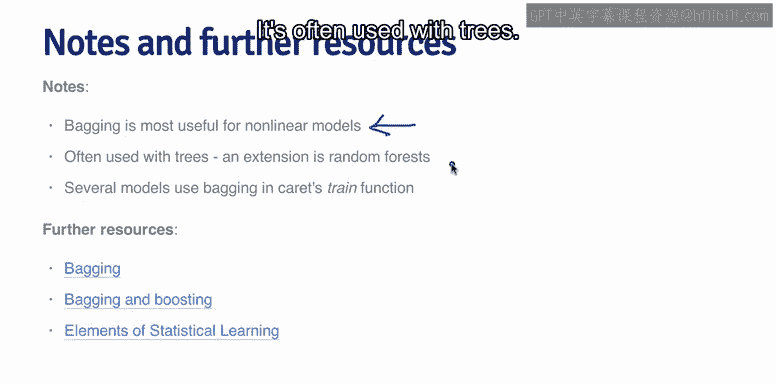 It's often used with trees.
GPT中英字幕课程资源@bilibili.com
Notes and further resources
Notes:
· Bagging is most useful for nonlinear models
· Often used with trees - an extension is random forests
· Several models use bagging in caret's train function
Further resources:
· Bagging
· Bagging and boosting
· Elements of Statistical Learning